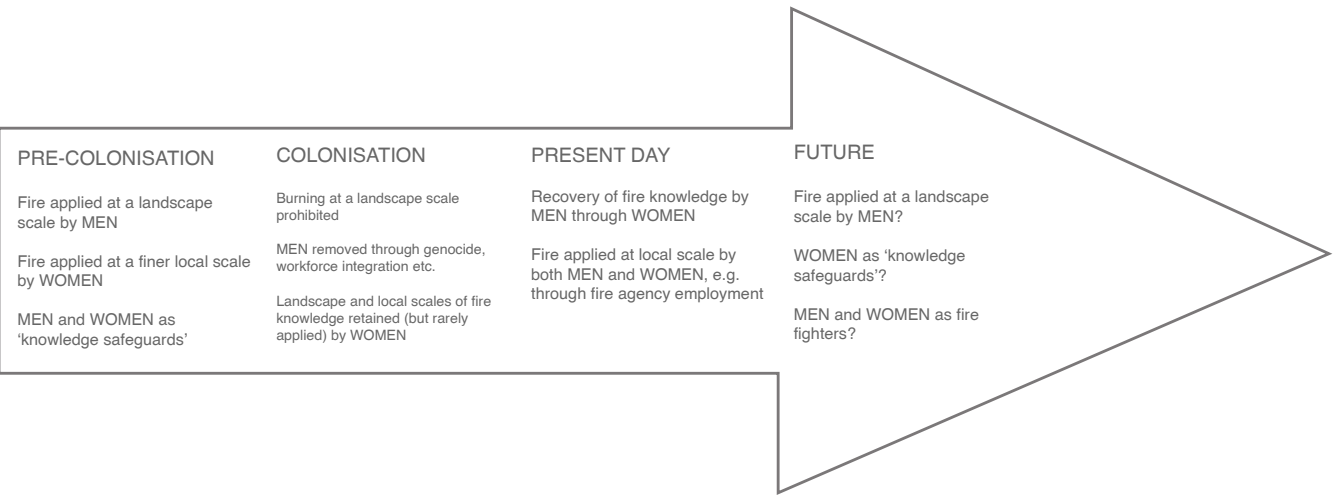 PRE-COLONISATION
Fire applied at a landscape
scale by MEN
Fire applied at a finer local scale
by WOMEN
MEN and WOMEN as
‘knowledge safeguards’
COLONISATION
Burning at a landscape scale
prohibited
MEN removed through genocide,
workforce integration etc.
Landscape and local scales of fire
knowledge retained (but rarely
applied) by WOMEN
PRESENT DAY
Recovery of fire knowledge by
MEN through WOMEN
Fire applied at local scale by
both MEN and WOMEN, e.g.
through fire agency employment
FUTURE
Fire applied at a landscape
scale by MEN?
WOMEN as ‘knowledge
safeguards’?
MEN and WOMEN as fire
fighters?